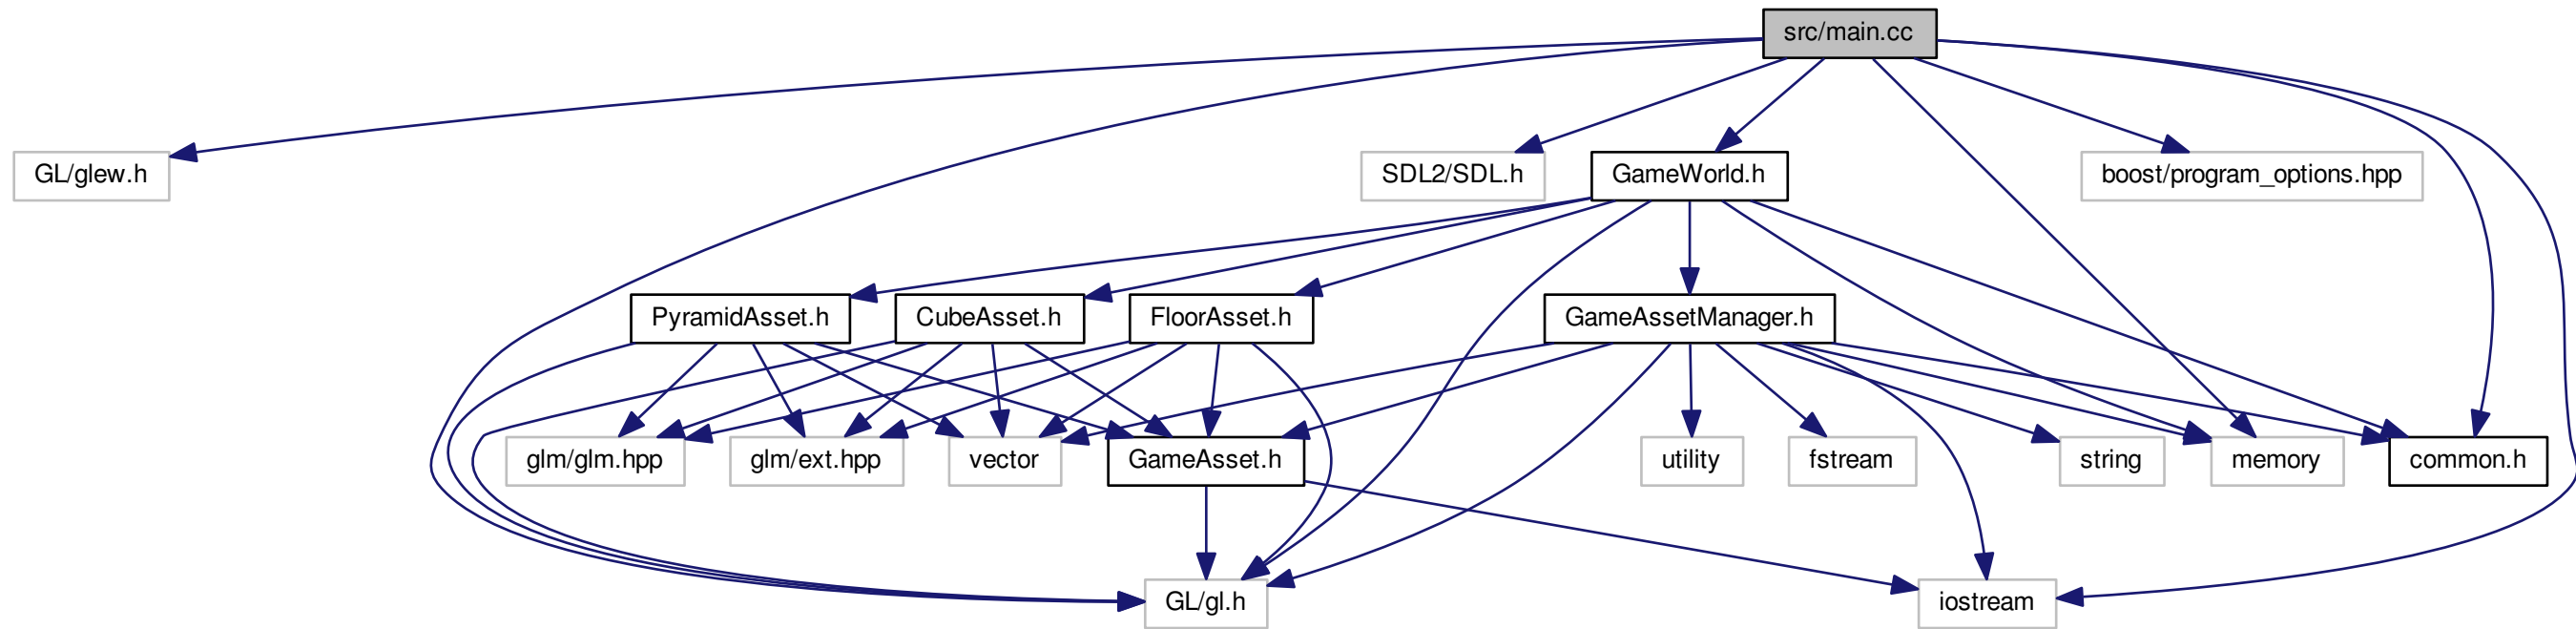 src/main.cc
GL/glew.h
SDL2/SDL.h
GameWorld.h
boost/program_options.hpp
PyramidAsset.h
CubeAsset.h
FloorAsset.h
GameAssetManager.h
glm/glm.hpp
glm/ext.hpp
vector
GameAsset.h
utility
fstream
string
memory
common.h
GL/gl.h
iostream